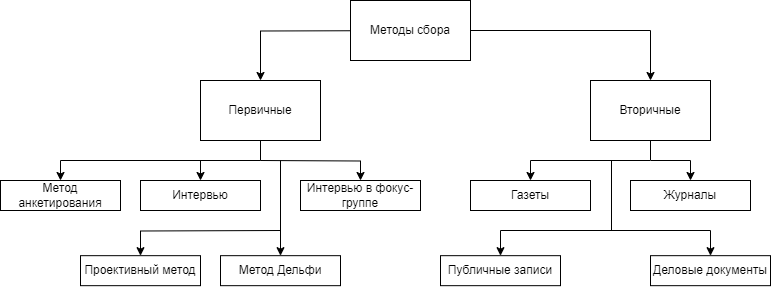 Методы сбора
Первичные
Вторичные
Метод
анкетирования
Интервью
Интервью в фокус-
группе
Газеты
Журналы
Проективный метод
Метод Дельфи
Публичные записи
Деловые документы